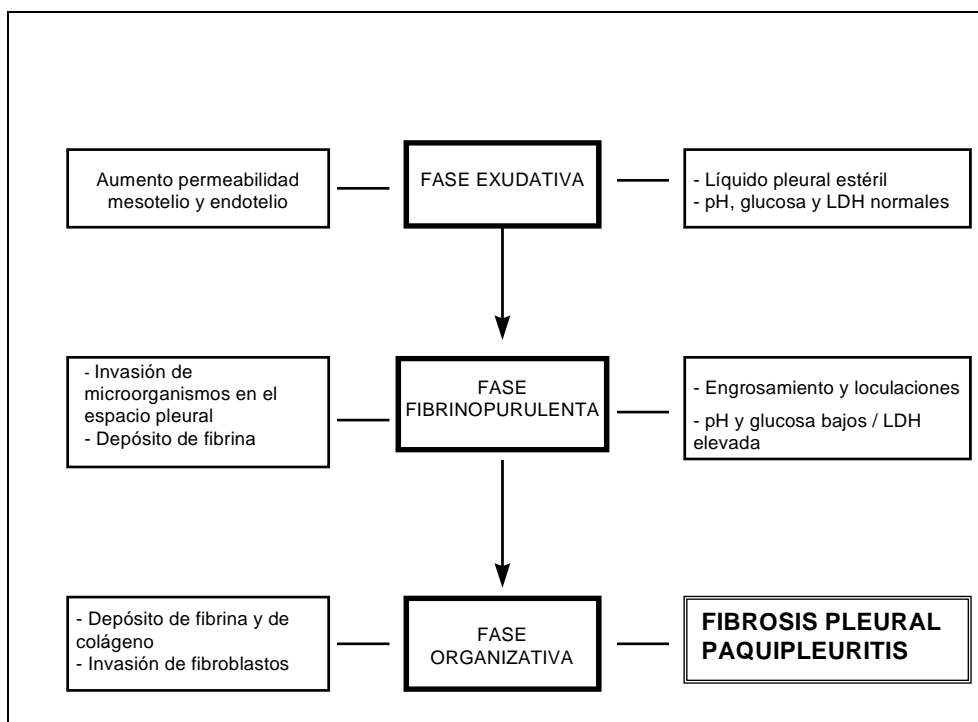 Aumento permeabilidad
mesotelio y endotelio
FASE EXUDATIVA
- Líquido pleural estéril
- pH, glucosa y LDH normales
- Invasión de
microorganismos en el
espacio pleural
- Depósito de fibrina
FASE
FIBRINOPURULENTA
- Engrosamiento y loculaciones
- pH y glucosa bajos / LDH
elevada
- Depósito de fibrina y de
colágeno
- Invasión de fibroblastos
FASE
ORGANIZATIVA
FIBROSIS PLEURAL
PAQUIPLEURITIS